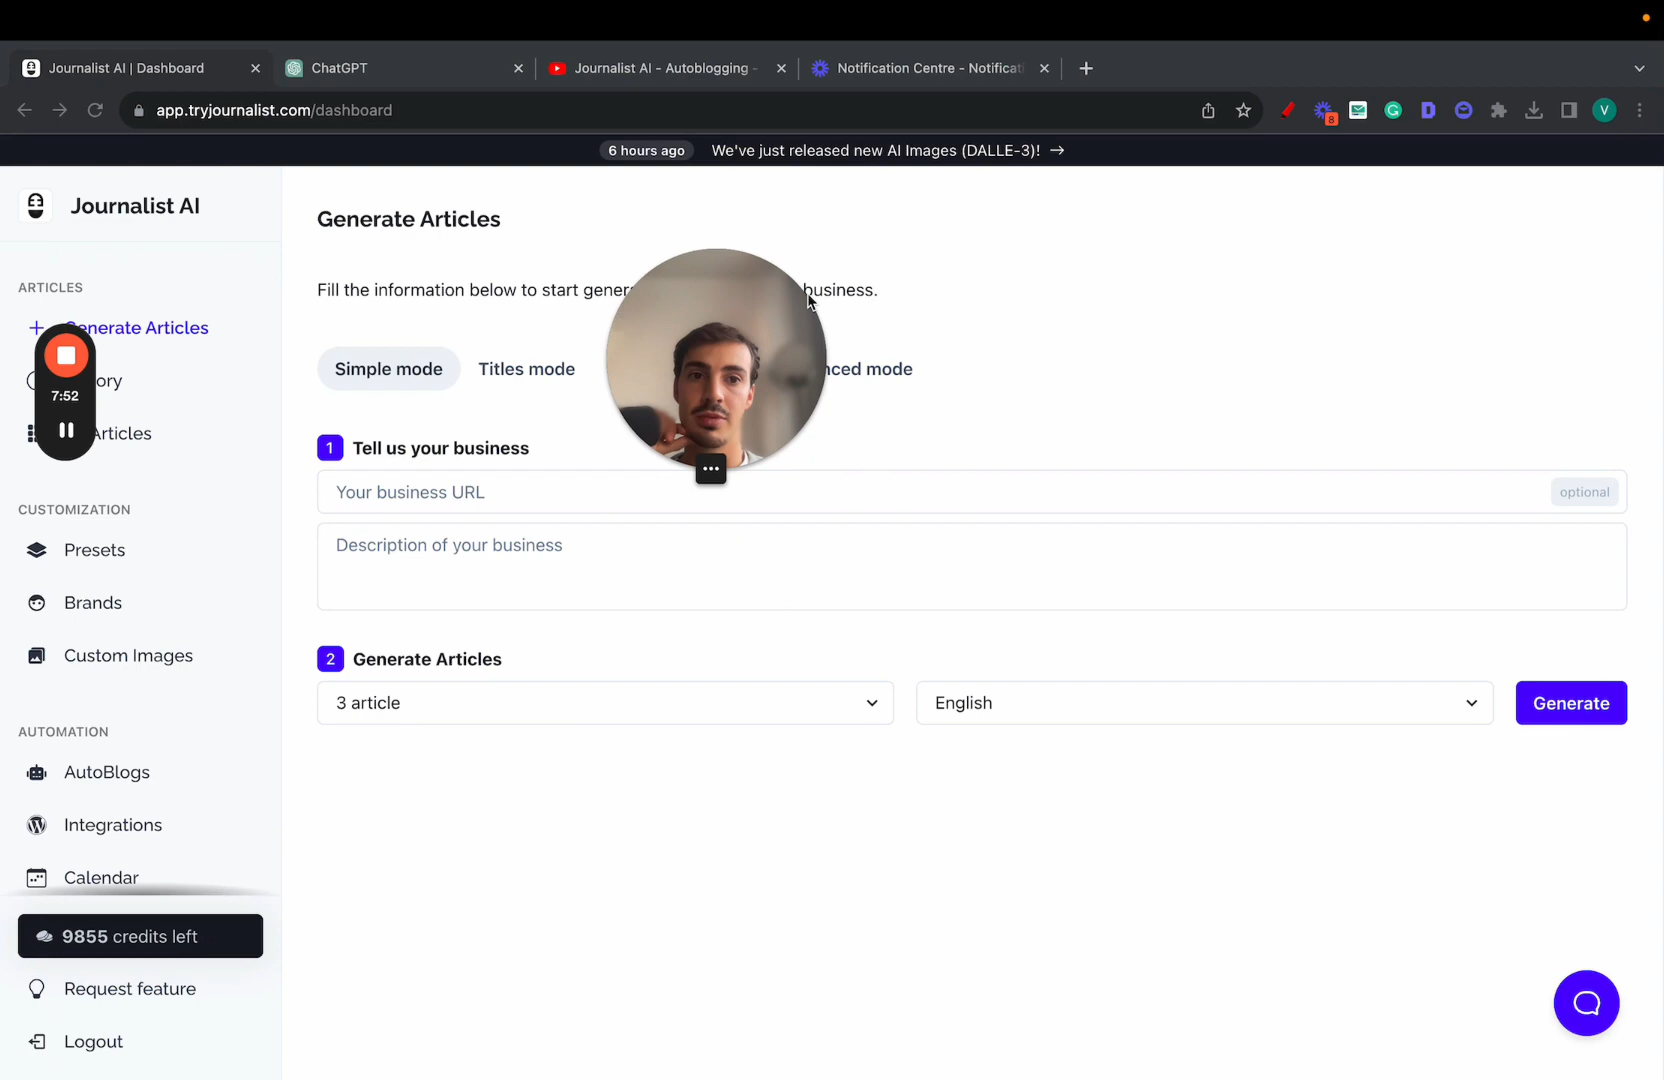 Journalist AI | Dashboard
ChatGPT
Journalist AI - Autoblogging -
Notification Centre - Notificati
app.tryjournalist.com/dashboard
8
V
6 hours ago
We've just released new AI Images (DALLE-3)! →
Journalist AI
ARTICLES
Generate Articles
ory
Articles
7:52
CUSTOMIZATION
Presets
Brands
Custom Images
AUTOMATION
AutoBlogs
Integrations
Calendar
9855 credits left
Request feature
Logout
Generate Articles
Fill the information below to start gener business.
Simple mode
Titles mode
nced mode
1 Tell us your business
Your business URL
optional
Description of your business
2 Generate Articles
3 article
English
Generate